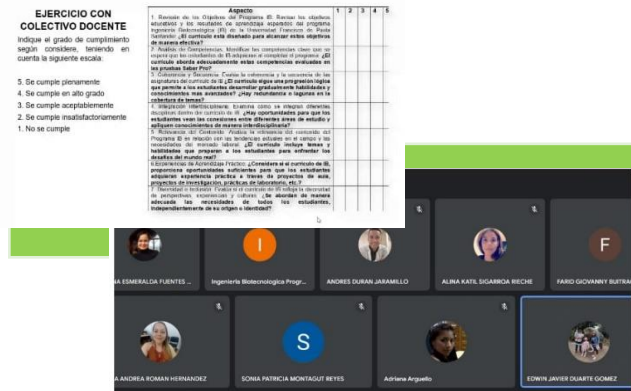 EJERCICIO CON
COLECTIVO DOCENTE
Indique el grado de cumplimiento
según considere, teniendo en
cuenta la siguiente escala:
5. Se cumple plenamente
4. Se cumple en alto grado
3. Se cumple aceptablemente
2. Se cumple insatisfactoriamente
1. No se cumple
Aspecto 1 2 3 4 5
1. Revisión de los Objetivos del Programa IB. Revisar los objetivos
educativos y los resultados de aprendizaje esperados del programa
Ingeniería Biotecnológica (IB) de la Universidad Francisco de Paula
Santander. ¿El currículo está diseñado para alcanzar estos objetivos
de manera efectiva?
2. Análisis de Competencias. Identifica las competencias clave que se
espera que los estudiantes de IB adquieran al completar el programa. ¿El
currículo aborda adecuadamente estas competencias evaluadas en
las pruebas Saber Pro?
3. Coherencia y Secuencia. Evalúa la coherencia y la secuencia de las
asignaturas del currículo de IB. ¿El currículo sigue una progresión lógica
que permite a los estudiantes desarrollar gradualmente habilidades y
conocimientos más avanzados? ¿Hay redundancia o lagunas en la
cobertura de temas?
4. Integración Interdisciplinaria. Examina cómo se integran diferentes
disciplinas dentro del currículo de IB. ¿Hay oportunidades para que los
estudiantes vean las conexiones entre diferentes áreas de estudio y
apliquen conocimientos de manera interdisciplinaria?
5. Relevancia del Contenido. Analiza la relevancia del contenido del
Programa IB en relación con las tendencias actuales en el campo y las
necesidades del mercado laboral. ¿El currículo incluye temas y
habilidades que preparan a los estudiantes para enfrentar los
desafíos del mundo real?
6. Experiencias de Aprendizaje Práctico. ¿Considera si el currículo de IB,
proporciona oportunidades suficientes para que los estudiantes
adquieran experiencia práctica a través de proyectos de aula,
proyectos de investigación, prácticas de laboratorio, etc.?
7. Diversidad e Inclusión. Evalúa si el currículo de IB refleja la diversidad
de perspectivas, experiencias y culturas. ¿Se abordan de manera
adecuada las necesidades de todos los estudiantes,
independientemente de su origen o identidad?
I
F
IA ESMERALDA FUENTES ...
Ingeniería Biotecnologica Progr...
ANDRES DURAN JARAMILLO
ALINA KATIL SIGARROA RIECHE
FARID GIOVANNY BUITRA
S
A ANDREA ROMAN HERNANDEZ
SONIA PATRICIA MONTAGUT REYES
Adriana Arguello
EDWIN JAVIER DUARTE GOMEZ